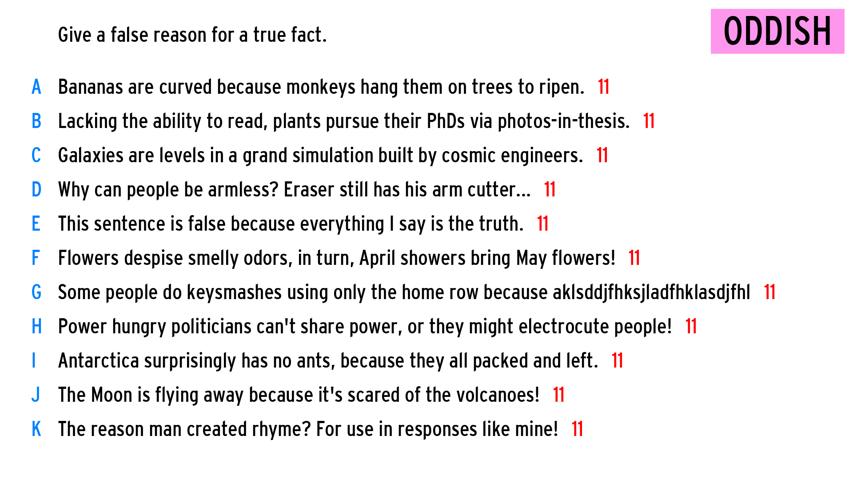 Give a false reason for a true fact.
ODDISH
A Bananas are curved because monkeys hang them on trees to ripen. 11
B Lacking the ability to read, plants pursue their PhDs via photos-in-thesis. 11
C Galaxies are levels in a grand simulation built by cosmic engineers. 11
D Why can people be armless? Eraser still has his arm cutter... 11
E This sentence is false because everything I say is the truth. 11
F Flowers despise smelly odors, in turn, April showers bring May flowers! 11
G Some people do keysmashes using only the home row because aklsddjfhksjladfhklasdjfhl 11
H Power hungry politicians can't share power, or they might electrocute people! 11
I Antarctica surprisingly has no ants, because they all packed and left. 11
J The Moon is flying away because it's scared of the volcanoes! 11
K The reason man created rhyme? For use in responses like mine! 11